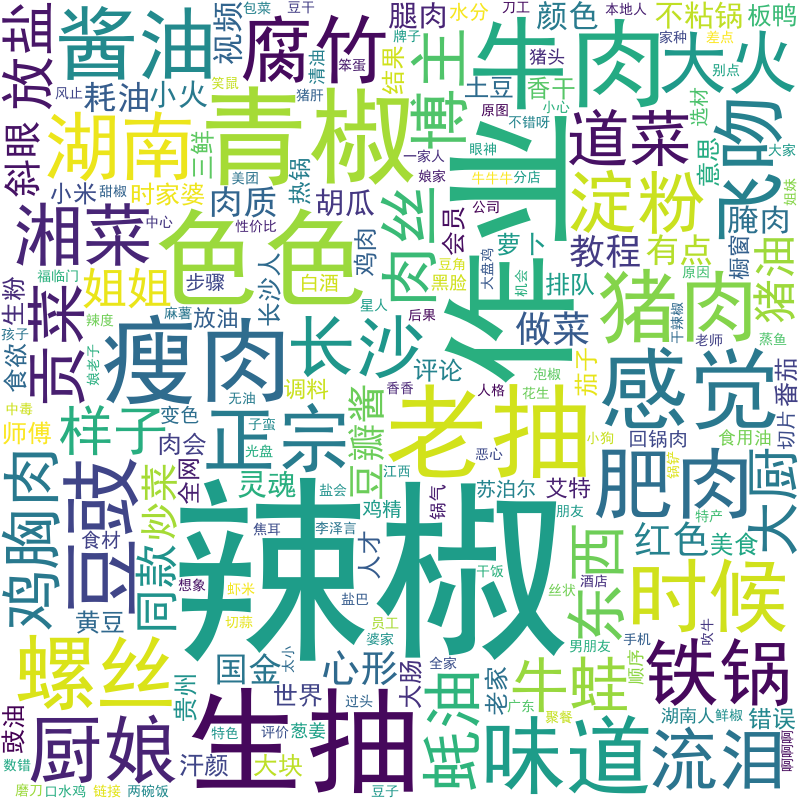 包菜
豆干
刀工
本地人
家种
差点
酱油
视频
腐竹
腿肉
水分
颜色
不粘锅
板鸭
放盐
牌子
清油
笨蛋
结果
主
牛肉
大火
风止
耗油
小火
笑鼠
猪头
土豆
香干
小心
原图
不错呀
选材
别点
斜眼
湖南
三鲜
猪肝
青椒
博
眼神
道菜
意思
飞吻
大家
一家人
娘家
牛牛牛
分店
小米
甜椒
时家婆
美团
热锅
肉质
胡瓜
作业
淀粉
腌肉
姐妹
湘菜
中心
性价比
鸡肉
会员
公司
豆角
大盘鸡
萝卜
教程
有点
橱窗
猪油
色色
肉丝
福临门
姐姐
步骤
白酒
黑脸
机会
排队
猪肉
原因
干辣椒
生粉
贡菜
麻薯
放油
长沙人
星人
后果
做菜
老师
蒸鱼
孩子
辣度
瘦肉
长沙
评论
茄子
感觉
番茄
食欲
娘老子
无油
调料
香香
人格
泡椒
花生
切片
中毒
师傅
样子
变色
子蛮
正宗
豆瓣酱
老抽
小狗
回锅肉
食用油
肉会
光盘
恶心
锅铲
鸡胸肉
豆豉
炒菜
全网
灵魂
江西
盐会
鸡精
锅气
苏泊尔
艾特
肥肉
大厨
食材
同款
焦耳
李泽言
人才
朋友
特产
想象
辣椒
干饭
丝状
东西
红色
美食
黄豆
虾米
切蒜
盐巴
员工
婆家
酒店
男朋友
手机
吹牛
时候
螺丝
国金
太小
心形
全家
牛蛙
顺序
铁锅
贵州
世界
过头
大肠
蚝油
老家
广东
湖南人
鲜椒
错误
豉油
厨娘
特色
评价
葱姜
生抽
聚餐
味道
流泪
啊啊啊
数错
汗颜
大块
磨刀
口水鸡
链接
两碗饭
豆子